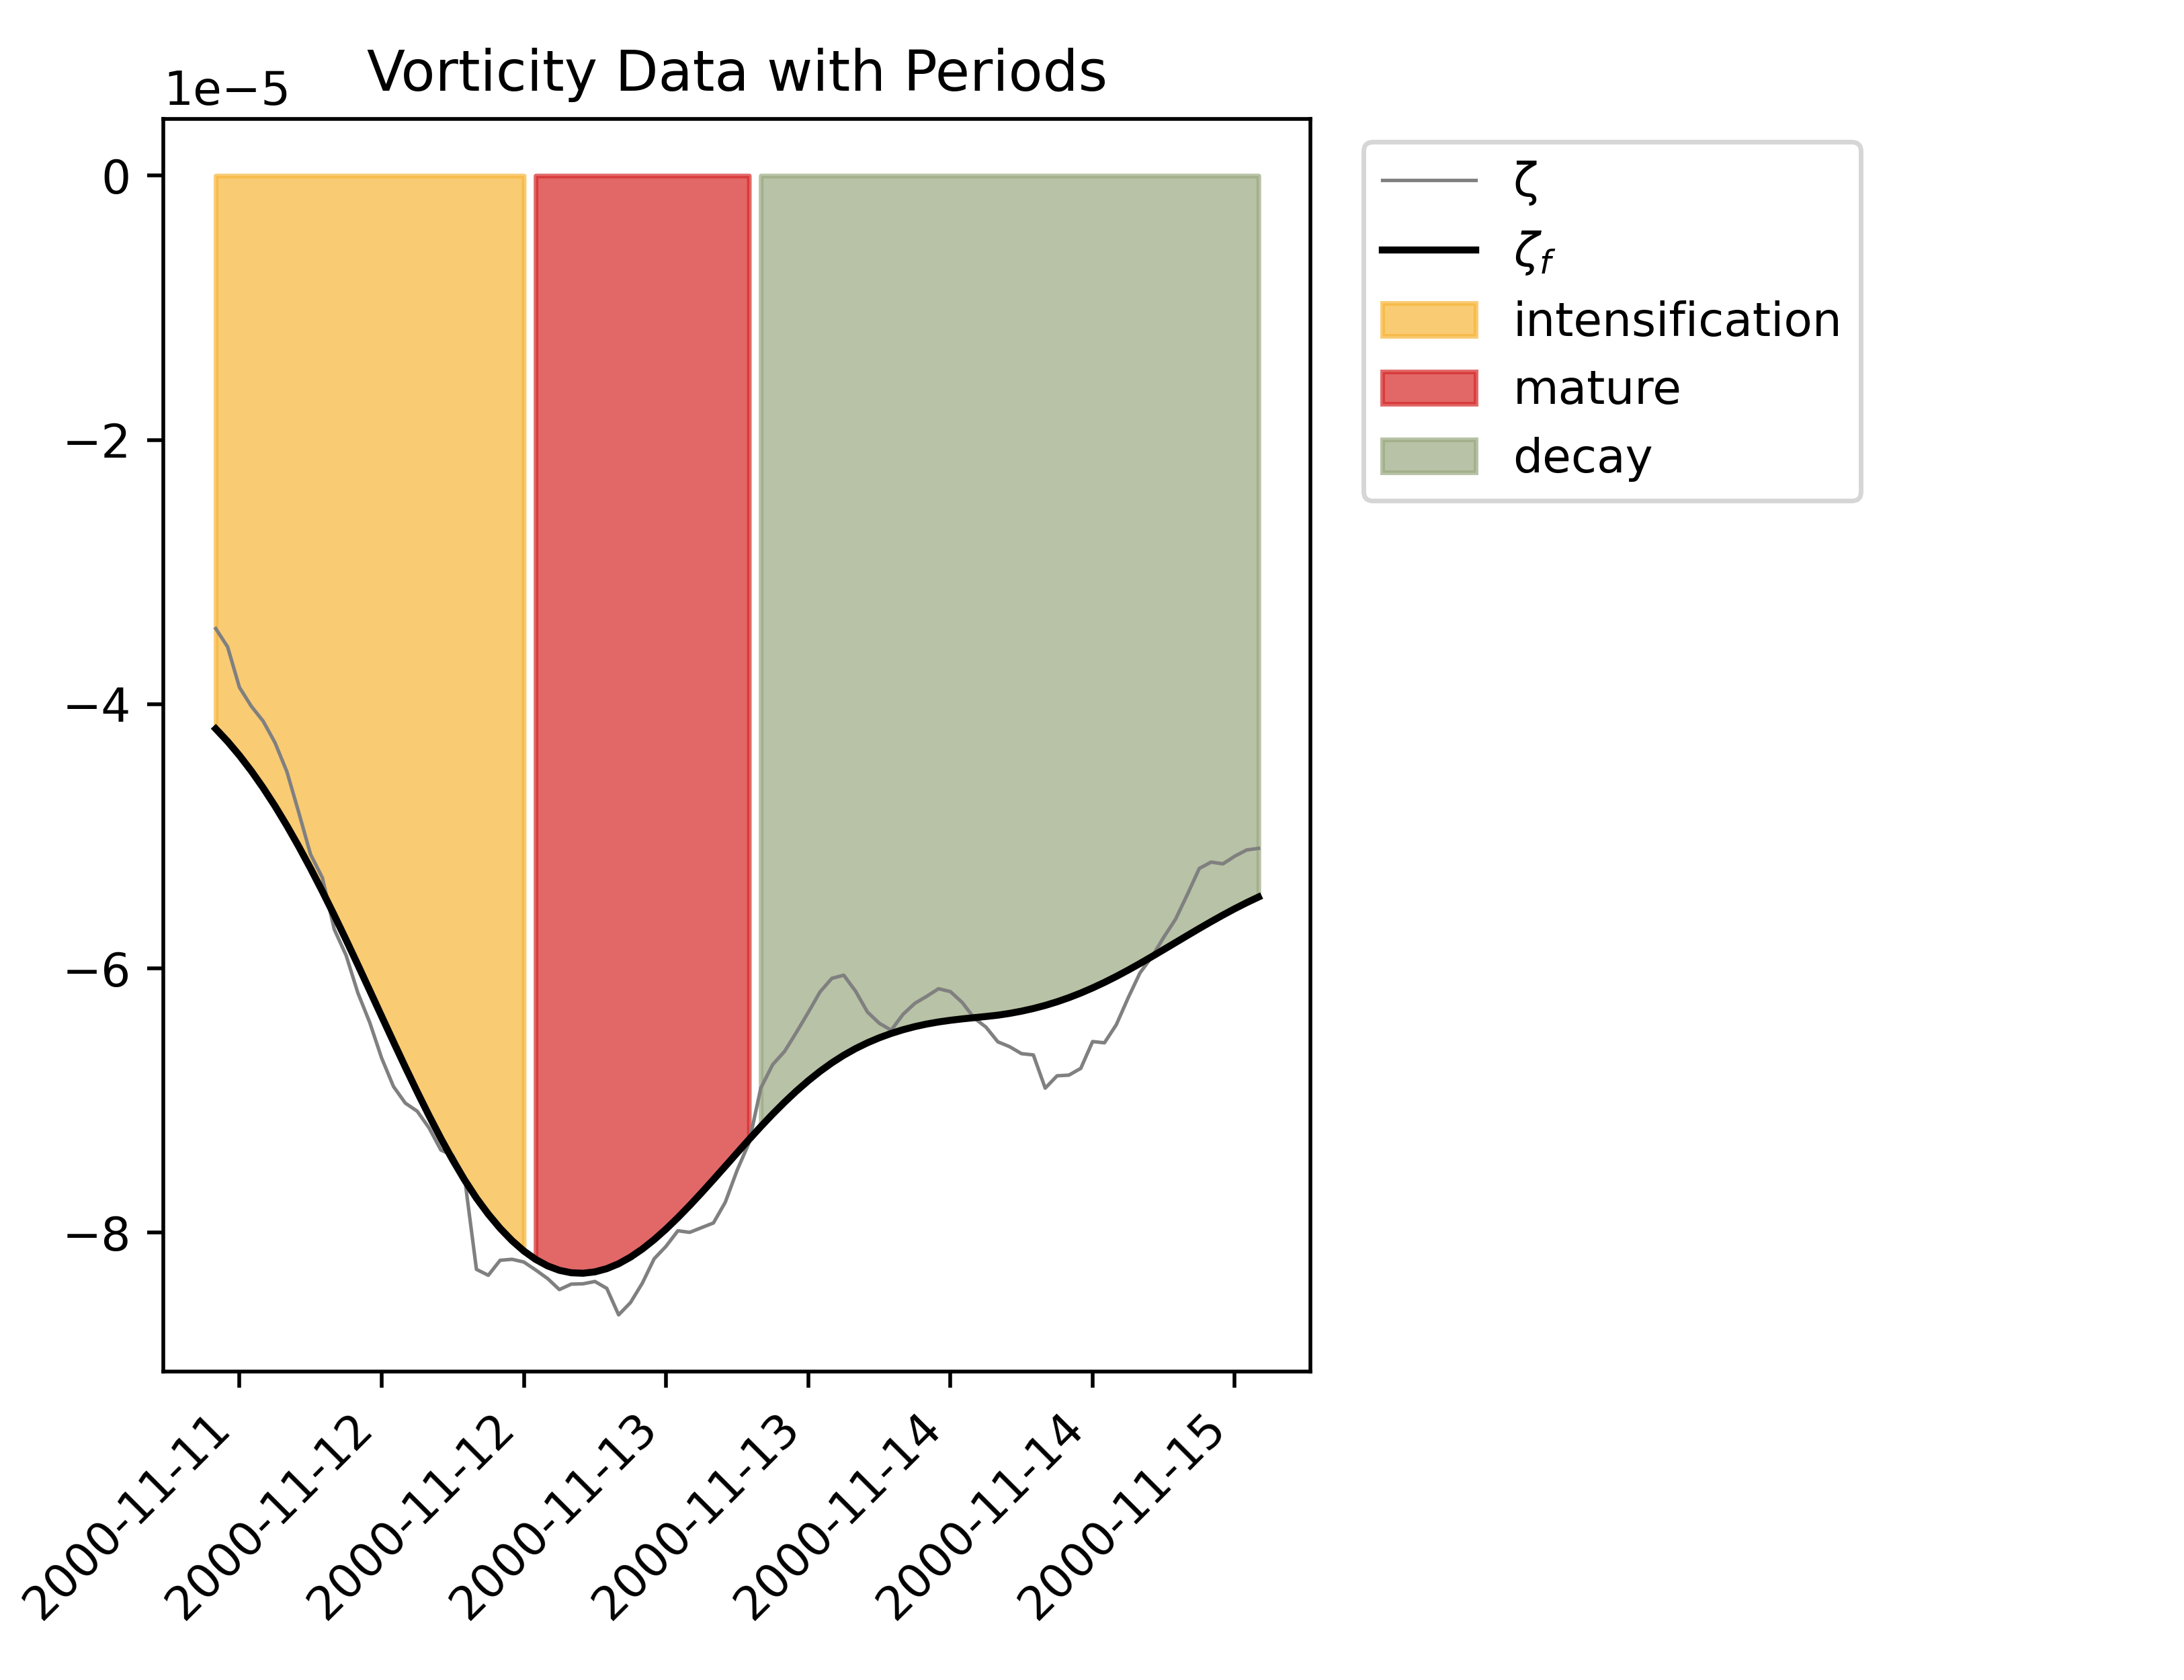 Vorticity Data with Periods
1e−5
0
−2
−4
−6
−8
2000-11-11
2000-11-12
2000-11-12
2000-11-13
2000-11-13
2000-11-14
2000-11-14
2000-11-15
ζ
ζf
intensification
mature
decay